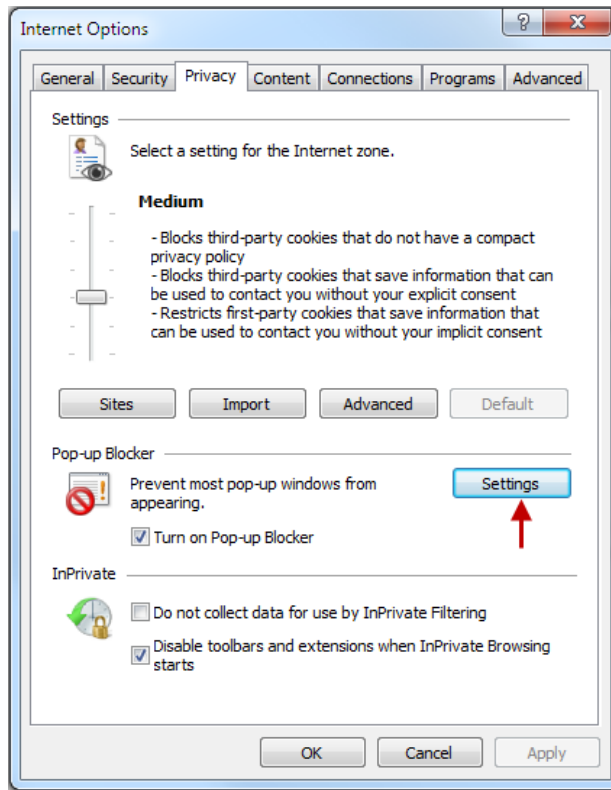 Internet Options
?
X
General Security Privacy Content Connections Programs Advanced
Settings
Select a setting for the Internet zone.
Medium
- Blocks third-party cookies that do not have a compact
privacy policy
- Blocks third-party cookies that save information that can
be used to contact you without your explicit consent
- Restricts first-party cookies that save information that
can be used to contact you without your implicit consent
Sites Import Advanced Default
Pop-up Blocker
Prevent most pop-up windows from
appearing.
Settings
Turn on Pop-up Blocker
InPrivate
Do not collect data for use by InPrivate Filtering
Disable toolbars and extensions when InPrivate Browsing
starts
OK Cancel Apply